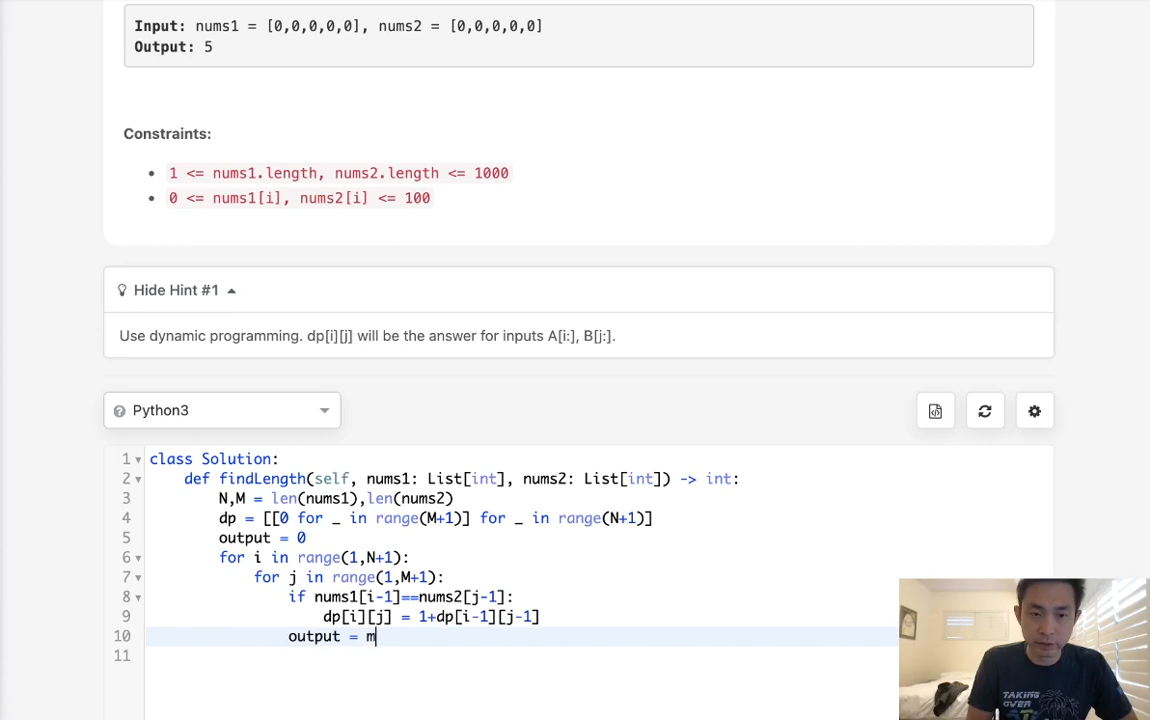 Input: nums1 = [0,0,0,0,0], nums2 = [0,0,0,0,0]
Output: 5
Constraints:
1 <= nums1.length, nums2.length <= 1000
0 <= nums1[i], nums2[i] <= 100
Hide Hint #1
Use dynamic programming. dp[i][j] will be the answer for inputs A[i:], B[j:].
Python3
1 class Solution:
2 def findLength(self, nums1: List[int], nums2: List[int]) -> int:
3 N,M = len(nums1),len(nums2)
4 dp = [[0 for _ in range(M+1)] for _ in range(N+1)]
5 output = 0
6 for i in range(1,N+1):
7 for j in range(1,M+1):
8 if nums1[i-1]==nums2[j-1]:
9 dp[i][j] = 1+dp[i-1][j-1]
10 output = m
11
TAKING
OVER